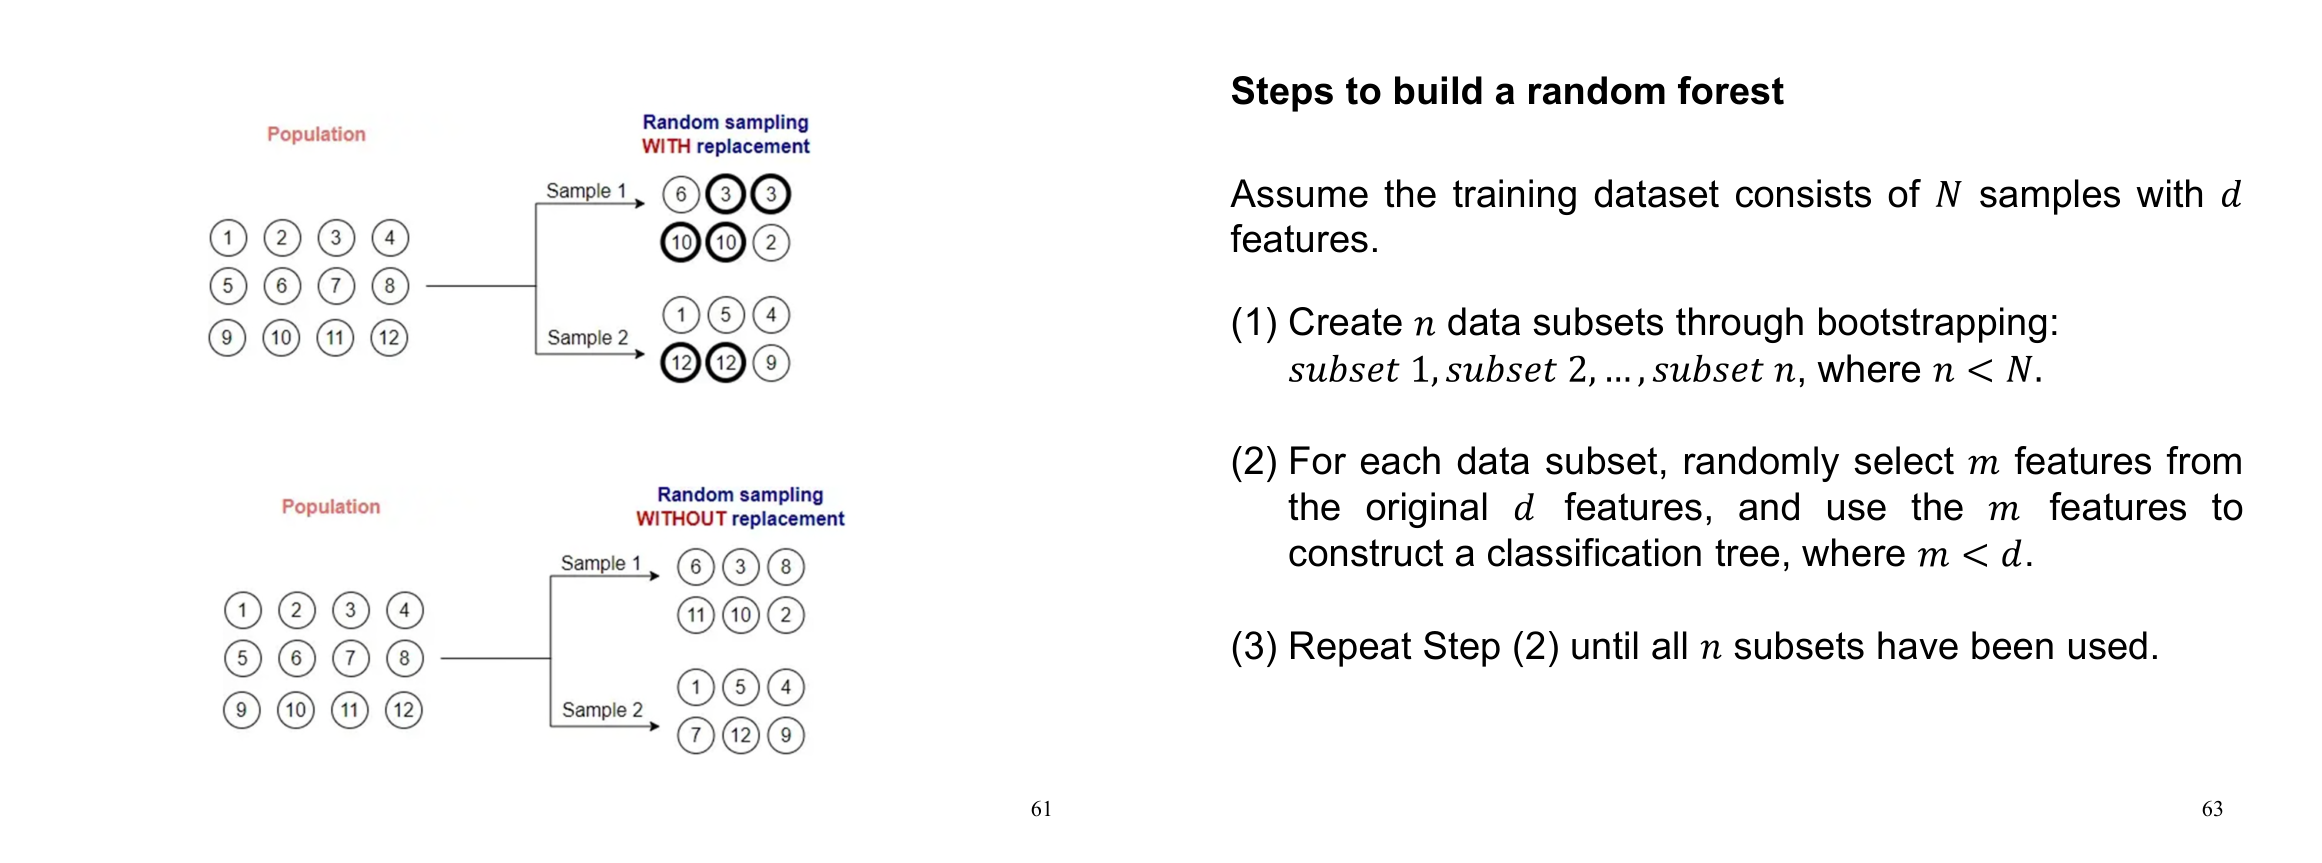 Population
Random sampling
WITH replacement
Sample 1
6 3 3
10 10 2
1 2 3 4
5 6 7 8
9 10 11 12
Sample 2
1 5 4
12 12 9
Population
Random sampling
WITHOUT replacement
Sample 1
6 3 8
11 10 2
1 2 3 4
5 6 7 8
9 10 11 12
Sample 2
1 5 4
7 12 9
61
Steps to build a random forest
Assume the training dataset consists of N samples with d
features.
(1) Create n data subsets through bootstrapping:
subset 1, subset 2, ... , subset n, where n < N.
(2) For each data subset, randomly select m features from
the original d features, and use the m features to
construct a classification tree, where m < d.
(3) Repeat Step (2) until all n subsets have been used.
63